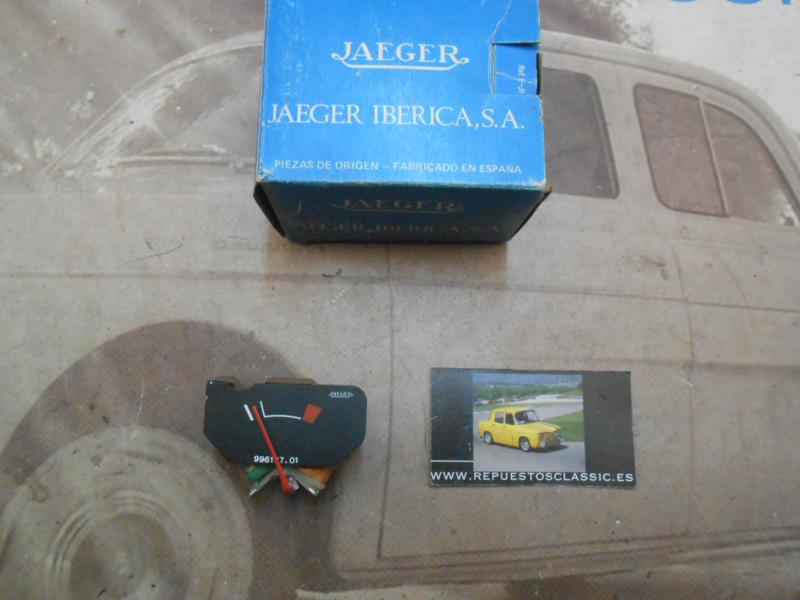 JAEGER
JAEGER IBERICA, S.A.
PIEZAS DE ORIGEN – FABRICADO EN ESPAÑA
JAEGER
JAEGER IBERICA, S.A.
JAEGER
WWW.REPUESTOSCLASSIC.ES